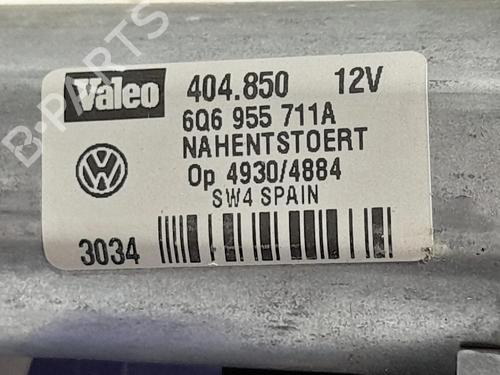 B-PARTS
Valeo 404.850 12V
6Q6 955 711A
NAHENTSTOERT
Op 4930/4884
SW4 SPAIN
3034